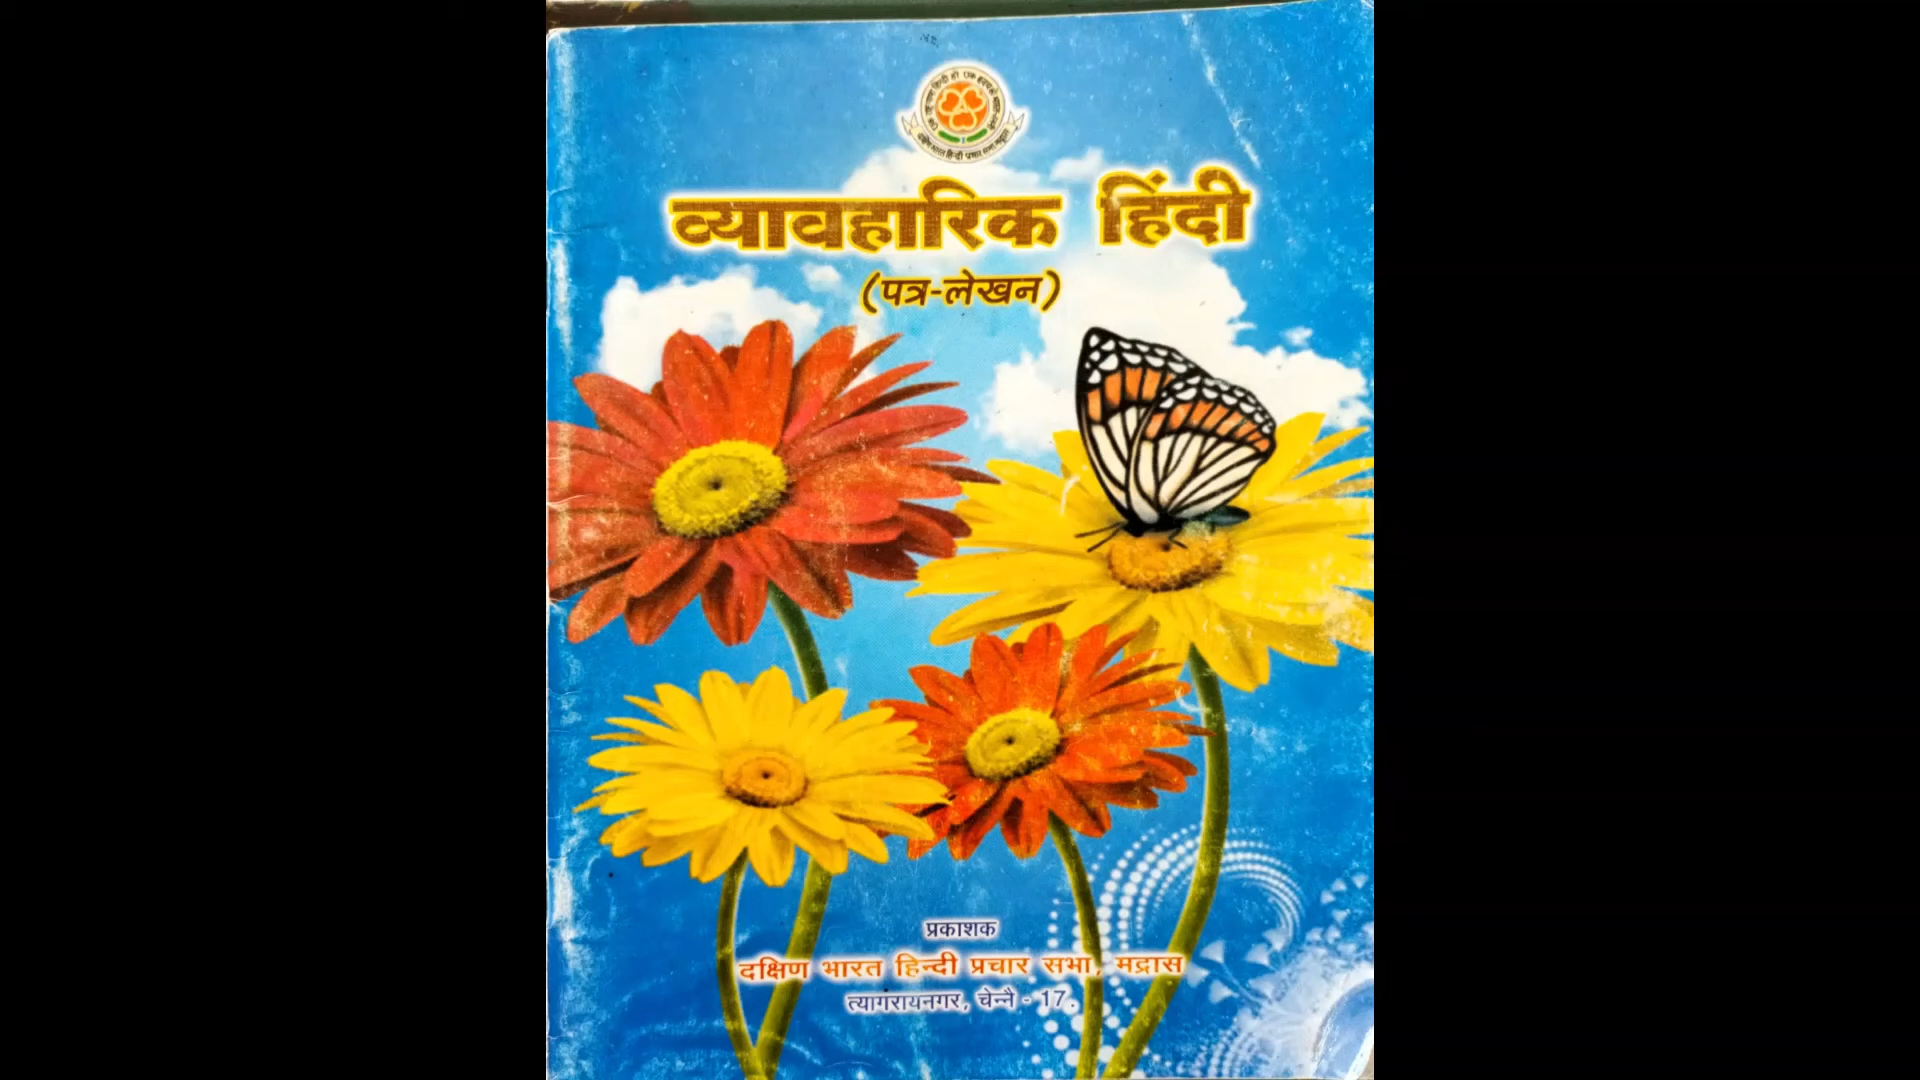 व्यावहारिक हिंदी
(पत्र-लेखन)
प्रकाशक
दक्षिण भारत हिन्दी प्रचार सभा, मद्रास
त्यागरायनगर, चेन्नै - 17.